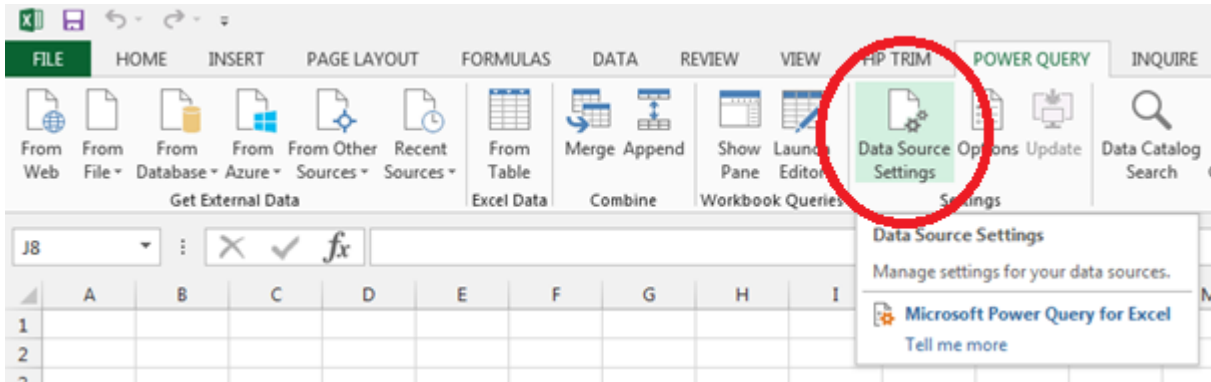 FILE HOME INSERT PAGE LAYOUT FORMULAS DATA REVIEW VIEW HP TRIM POWER QUERY INQUIRE
From From From From From Other Recent From Merge Append Show Launch Data Source Options Update Data Catalog
Web File Database Azure Sources Sources Table Pane Editor Settings Search
Get External Data Excel Data Combine Workbook Queries Settings
J8 fx
Data Source Settings
Manage settings for your data sources.
A B C D E F G H I M
1 Microsoft Power Query for Excel
2 Tell me more